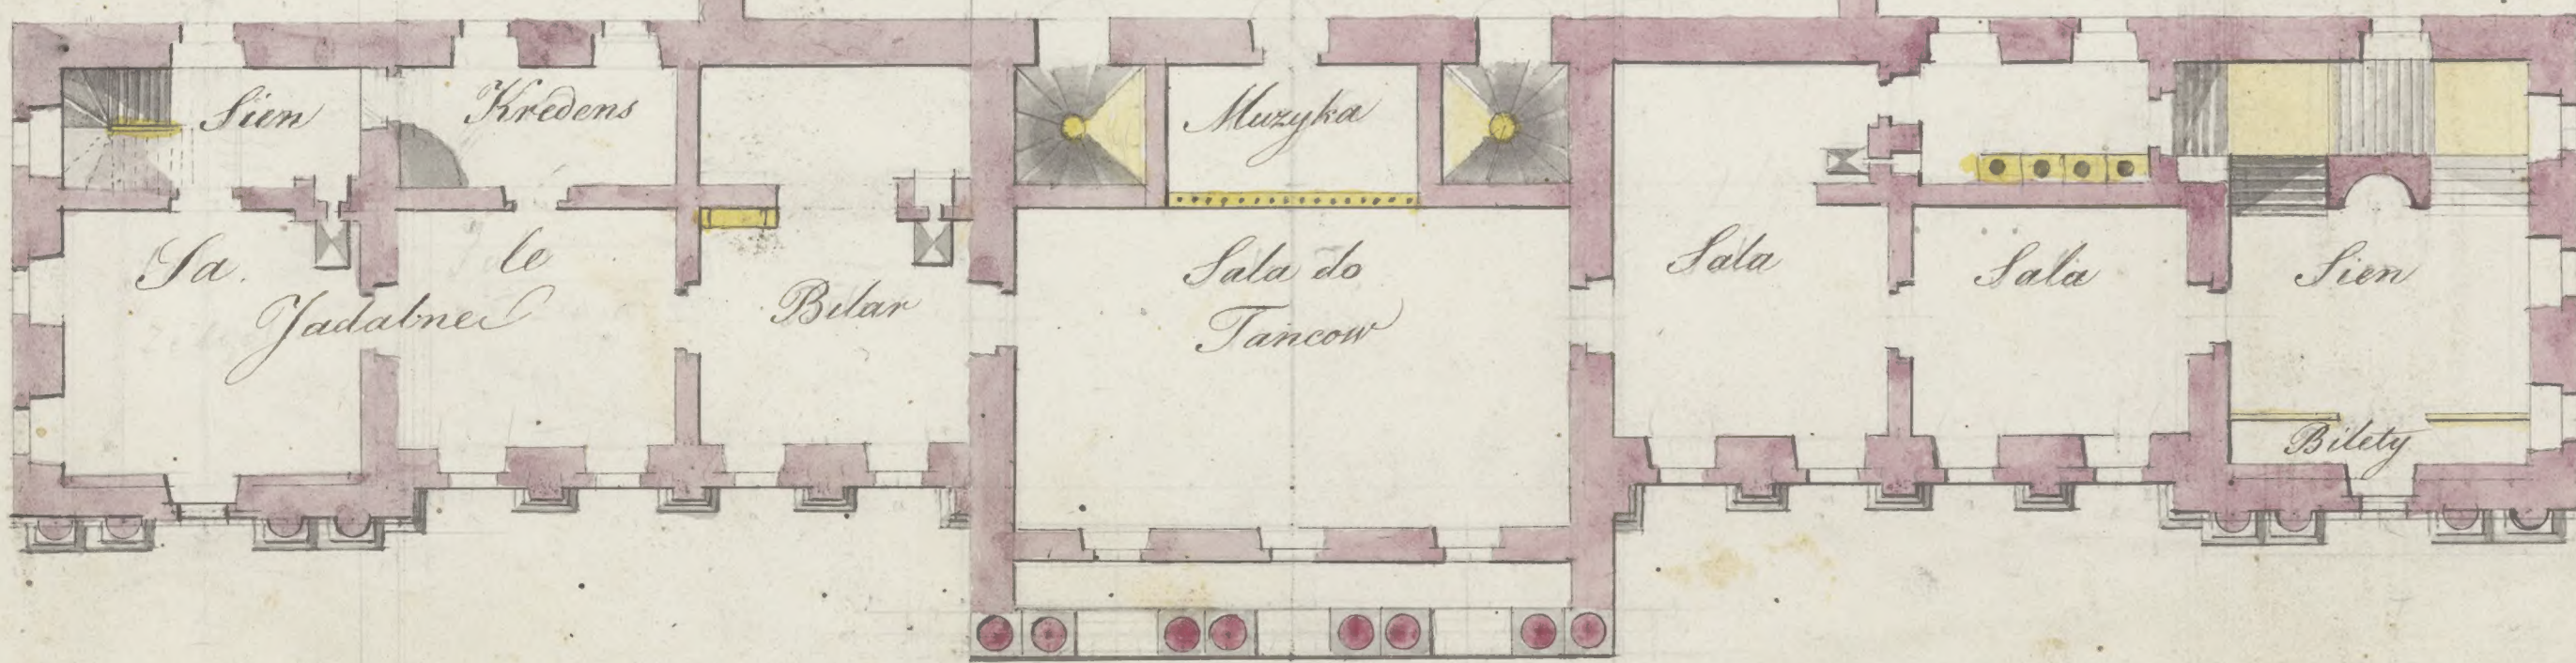 Sien
Kredens
Muzyka
Sa. le
Jadalne
Bilar
Sala do
Tancow
Sala
Sala
Sien
Bilety